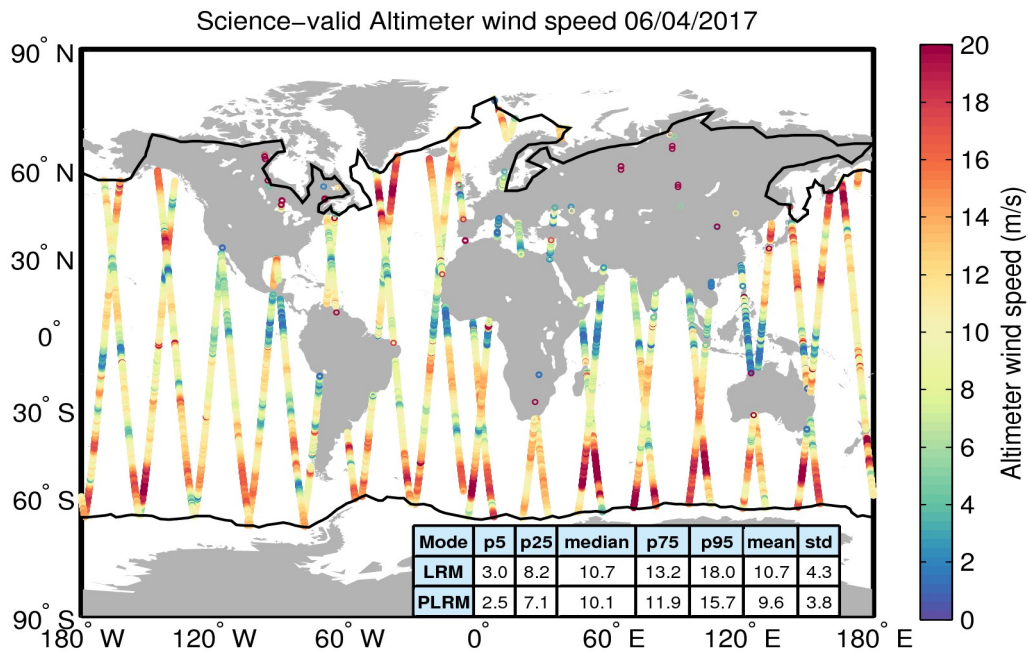 Science−valid Altimeter wind speed 06/04/2017
90° N
60° N
30° N
0°
30° S
60° S
90° S
180° W
120° W
60° W
0°
60° E
120° E
180° E
Mode p5 p25 median p75 p95 mean std
LRM 3.0 8.2 10.7 13.2 18.0 10.7 4.3
PLRM 2.5 7.1 10.1 11.9 15.7 9.6 3.8
20
18
16
14
12
10
8
6
4
2
0
Altimeter wind speed (m/s)